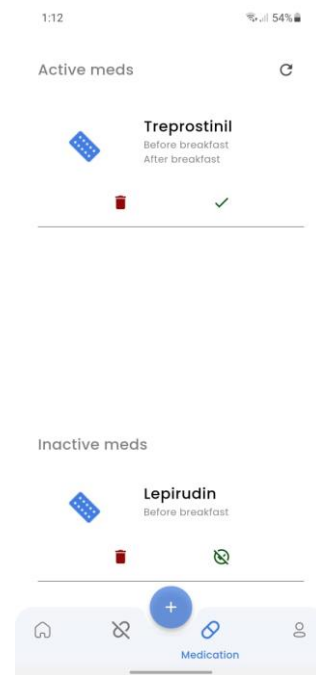 1:12
54%
Active meds
Treprostinil
Before breakfast
After breakfast
Inactive meds
Lepirudin
Before breakfast
+
Medication